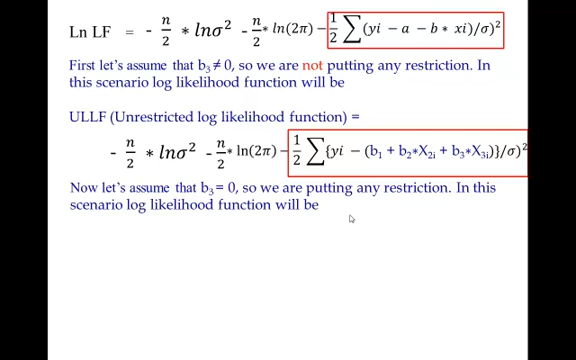 Ln LF = - n/2 * lnσ² - n/2 * ln(2π) − 1/2 ∑(yi − a − b * xi)/σ)²
First let's assume that b₃ ≠ 0, so we are not putting any restriction. In
this scenario log likelihood function will be
ULLF (Unrestricted log likelihood function) =
- n/2 * lnσ² - n/2 * ln(2π) − 1/2 ∑{yi − (b₁ + b₂*X₂ᵢ + b₃*X₃ᵢ)}/σ)²
Now let's assume that b₃ = 0, so we are putting any restriction. In this
scenario log likelihood function will be